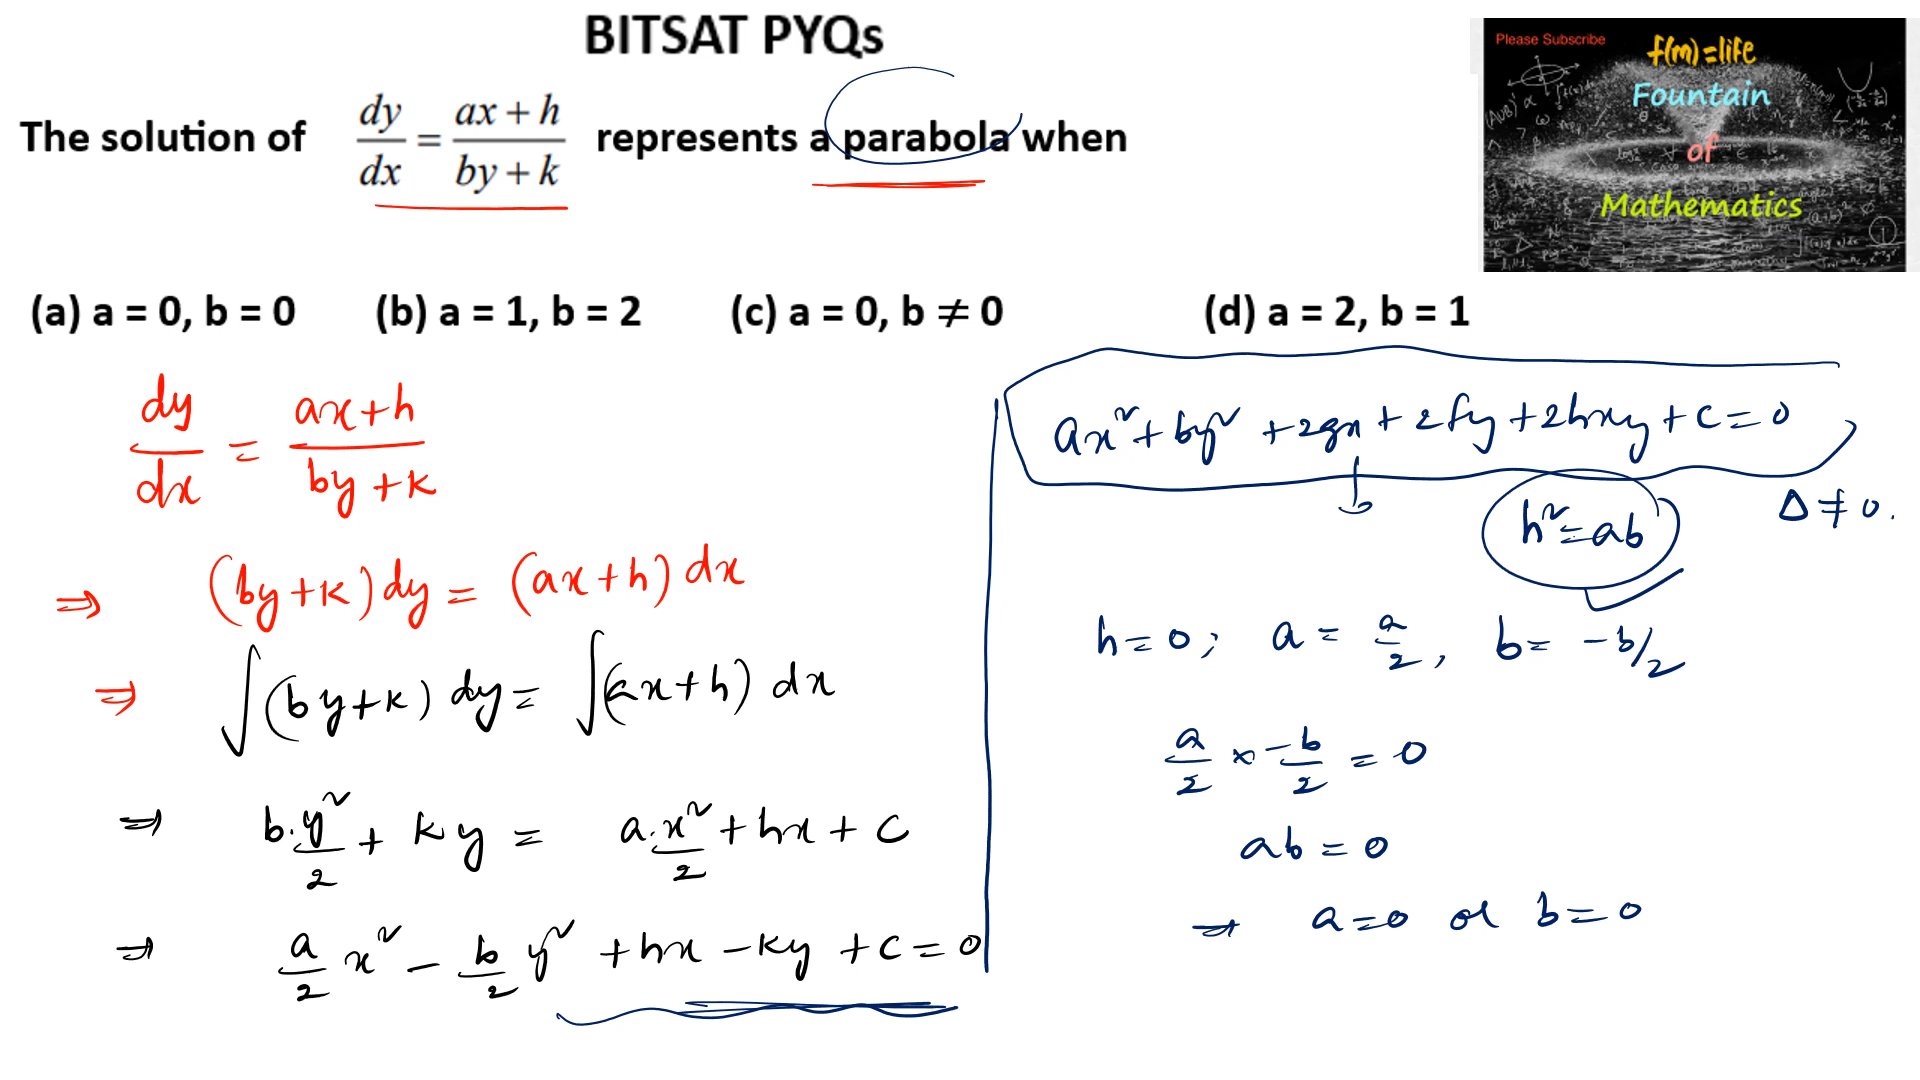 BITSAT PYQs
Please Subscribe
f(m)=life
Fountain
of
Mathematics
The solution of dy/dx = (ax + h)/(by + k) represents a parabola when
(a) a = 0, b = 0 (b) a = 1, b = 2 (c) a = 0, b ≠ 0 (d) a = 2, b = 1
dy/dx = (ax+h)/(by+k)
⇒ (by+k) dy = (ax+h) dx
⇒ ∫(by+k) dy = ∫(ax+h) dx
⇒ b.y²/2 + ky = a.x²/2 + hx + c
⇒ a/2 x² - b/2 y² + hx - ky + c = 0
ax² + by² + 2gx + 2fy + 2hxy + c = 0
h² = ab Δ ≠ 0.
h = 0; a = a/2, b = -b/2
a/2 × -b/2 = 0
ab = 0
⇒ a = 0 or b = 0